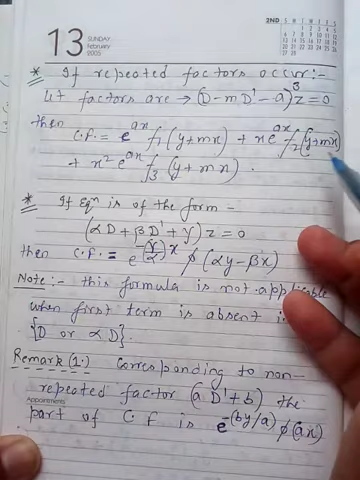 13 SUNDAY
February
2005
2ND
* If repeated factors occur:-
Let factors are → (D-mD'-a)³z=0
then
C.F = e^{ax} f₁(y+mx) + xe^{ax} f₂(y+mx)
+ x² e^{ax} f₃(y+mx).
* If Eqⁿ is of the form -
(αD+βD'+γ)z=0
then C.F. = e^{-(γ/α)x} φ(αy-βx)
Note:- this formula is not applicable
when first term is absent
{D or αD}.
Remark (1.) Corresponding to non-
repeated factor (aD'+b) the
Appointments
part of C.F is e^{-(by/a)} φ(ax)